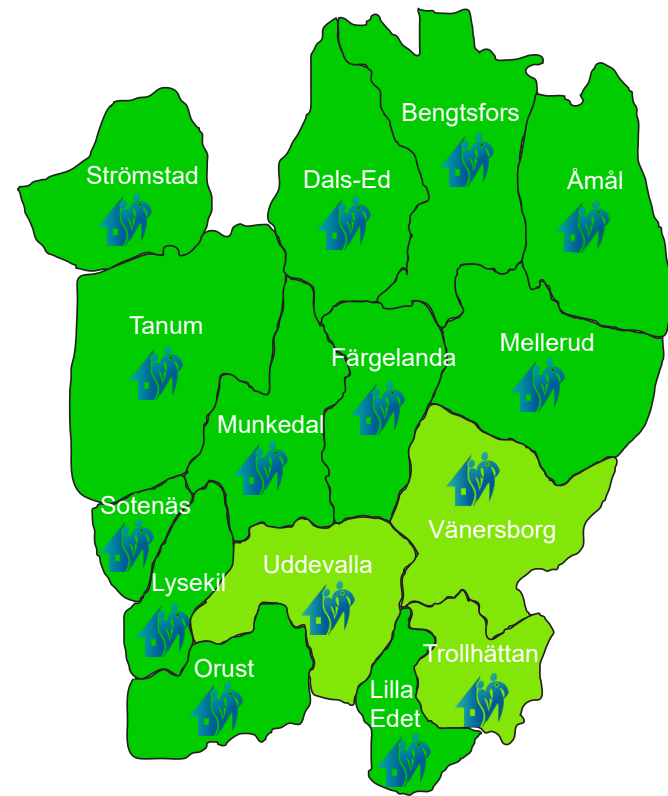 Bengtsfors
Strömstad
Dals-Ed
Åmål
Tanum
Färgelanda
Mellerud
Munkedal
Sotenäs
Vänersborg
Uddevalla
Lysekil
Trollhättan
Orust
Lilla
Edet